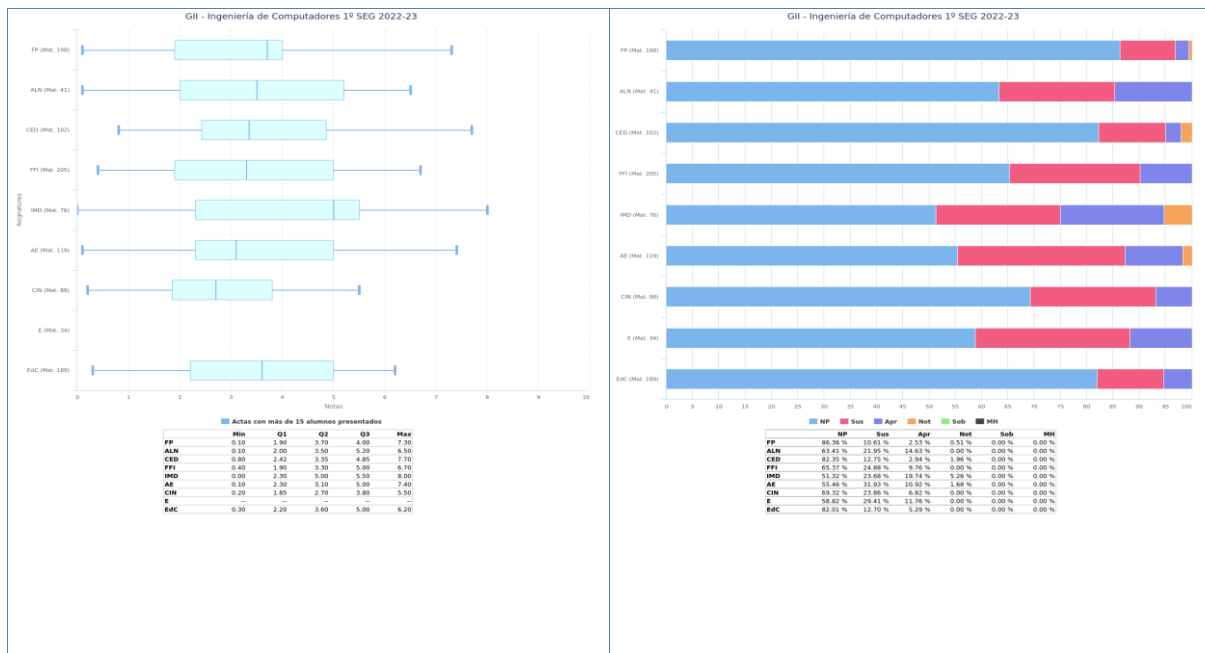 GII - Ingeniería de Computadores 1º SEG 2022-23
FP (Mat. 198)
ALN (Mat. 41)
CED (Mat. 102)
FFI (Mat. 205)
IMD (Mat. 76)
AE (Mat. 119)
CIN (Mat. 88)
E (Mat. 34)
EdC (Mat. 189)
Asignaturas
0 1 2 3 4 5 6 7 8 9 10
Notas
Actas con más de 15 alumnos presentados
Min Q1 Q2 Q3 Max
FP 0.10 1.90 3.70 4.00 7.30
ALN 0.10 2.00 3.50 5.20 6.50
CED 0.80 2.42 3.35 4.85 7.70
FFI 0.40 1.90 3.30 5.00 6.70
IMD 0.00 2.30 5.00 5.50 8.00
AE 0.10 2.30 3.10 5.00 7.40
CIN 0.20 1.85 2.70 3.80 5.50
E -- -- -- -- --
EdC 0.30 2.20 3.60 5.00 6.20
GII - Ingeniería de Computadores 1º SEG 2022-23
FP (Mat. 198)
ALN (Mat. 41)
CED (Mat. 102)
FFI (Mat. 205)
IMD (Mat. 76)
AE (Mat. 119)
CIN (Mat. 88)
E (Mat. 34)
EdC (Mat. 189)
0 5 10 15 20 25 30 35 40 45 50 55 60 65 70 75 80 85 90 95 100
NP Sus Apr Not Sob MH
NP Sus Apr Not Sob MH
FP 86.36 % 10.61 % 2.53 % 0.51 % 0.00 % 0.00 %
ALN 63.41 % 21.95 % 14.63 % 0.00 % 0.00 % 0.00 %
CED 82.35 % 12.75 % 2.94 % 1.96 % 0.00 % 0.00 %
FFI 65.37 % 24.88 % 9.76 % 0.00 % 0.00 % 0.00 %
IMD 51.32 % 23.68 % 19.74 % 5.26 % 0.00 % 0.00 %
AE 55.46 % 31.93 % 10.92 % 1.68 % 0.00 % 0.00 %
CIN 69.32 % 23.86 % 6.82 % 0.00 % 0.00 % 0.00 %
E 58.82 % 29.41 % 11.76 % 0.00 % 0.00 % 0.00 %
EdC 82.01 % 12.70 % 5.29 % 0.00 % 0.00 % 0.00 %